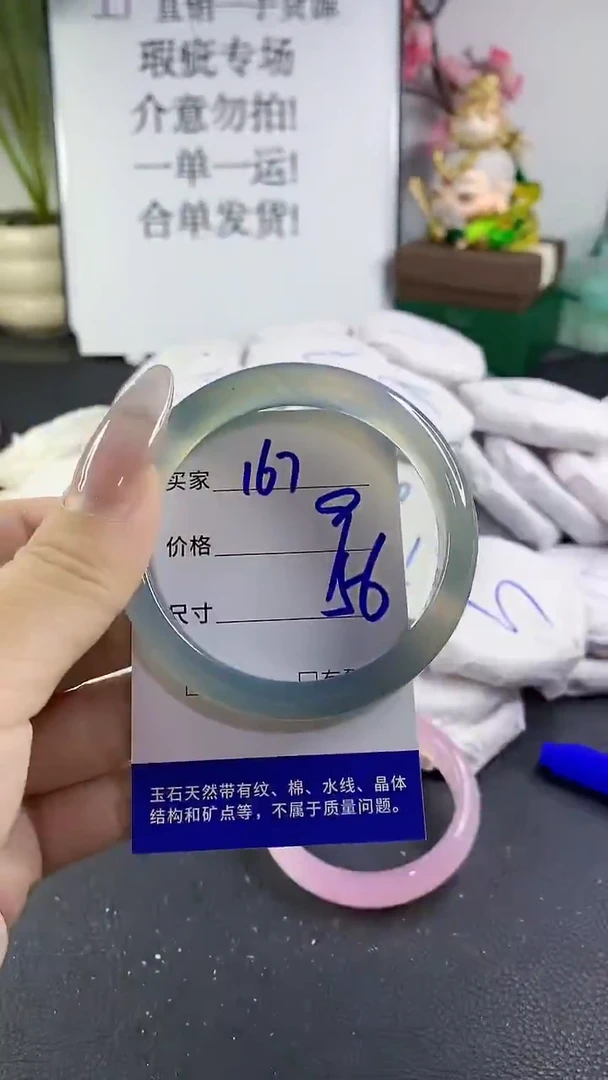 工厂直销一手货源
瑕疵专场
介意勿拍!
一单一运!
合单发货!
买家 167
价格
尺寸 56
玉石天然带有纹、棉、水线、晶体
结构和矿点等，不属于质量问题。